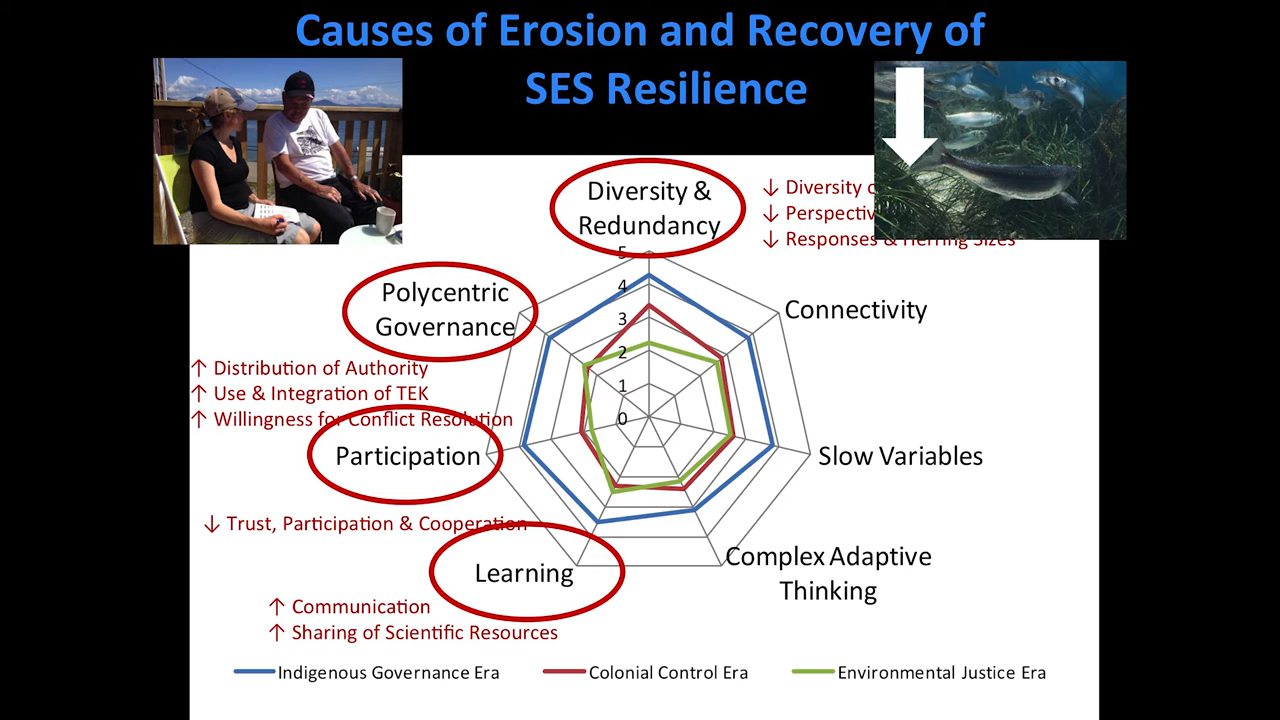 Causes of Erosion and Recovery of
SES Resilience
Diversity &
Redundancy
↓ Diversity
↓
↓ Responses & Herring Sizes
Polycentric
Governance
5
4
3
2
1
0
Connectivity
↑ Distribution of Authority
↑ Use & Integration of TEK
↑ Willingness for Conflict Resolution
Participation
Slow Variables
↓ Trust, Participation & Cooperation
Learning
Complex Adaptive
Thinking
↑ Communication
↑ Sharing of Scientific Resources
Indigenous Governance Era
Colonial Control Era
Environmental Justice Era